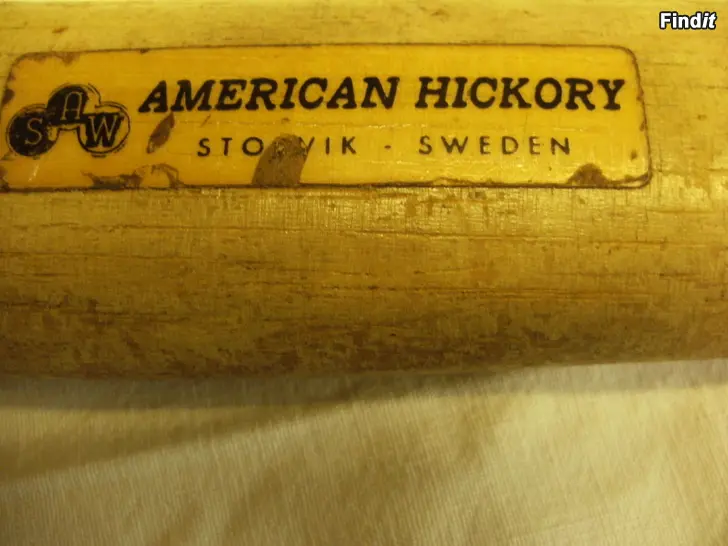 Findit
SAW
AMERICAN HICKORY
SWEDEN